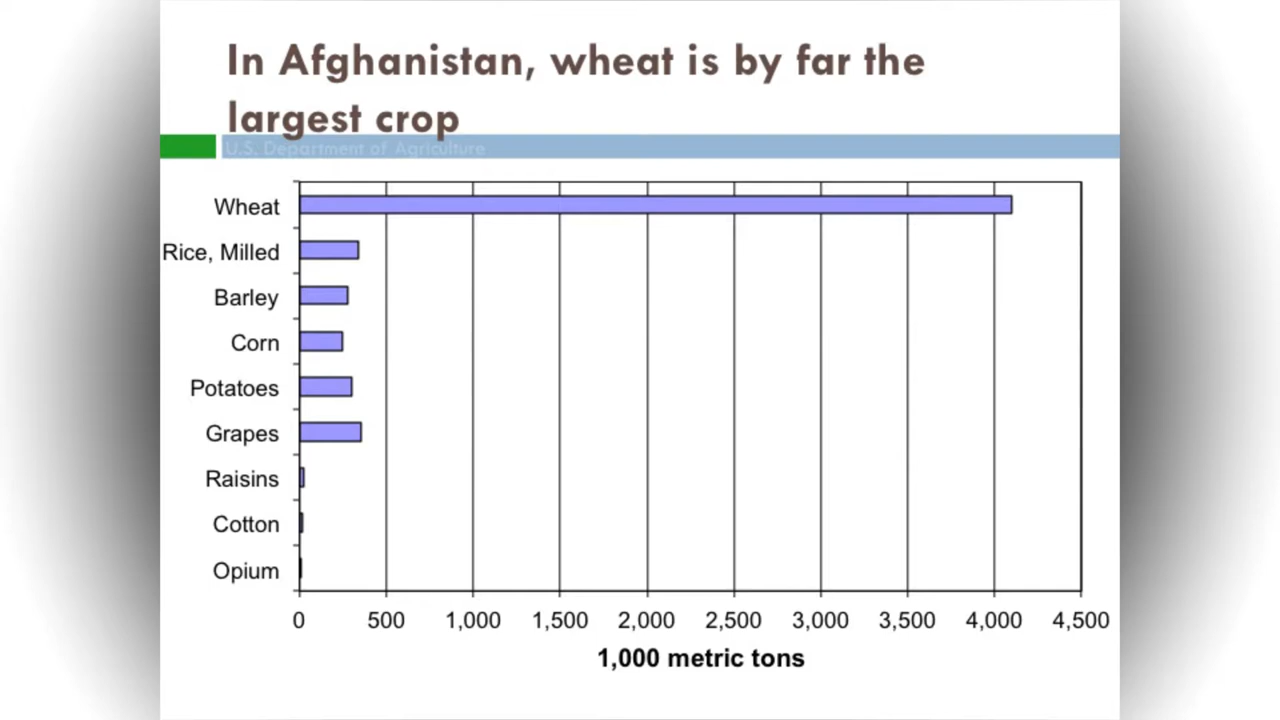 In Afghanistan, wheat is by far the
largest crop
U.S. Department of Agriculture
Wheat
Rice, Milled
Barley
Corn
Potatoes
Grapes
Raisins
Cotton
Opium
0 500 1,000 1,500 2,000 2,500 3,000 3,500 4,000 4,500
1,000 metric tons